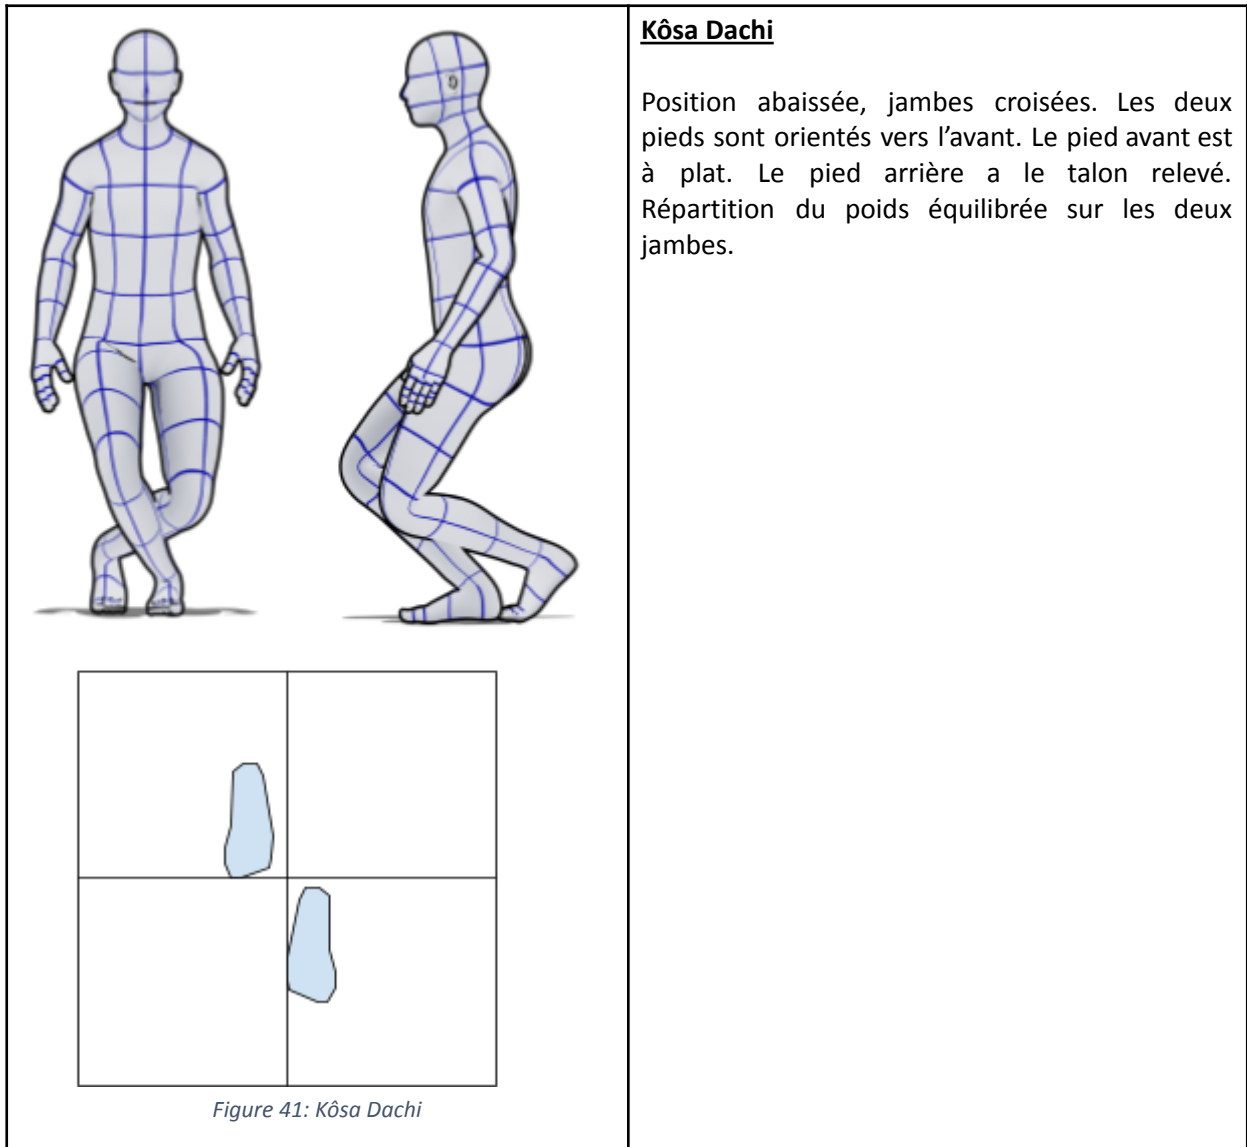 Kôsa Dachi
Position abaissée, jambes croisées. Les deux
pieds sont orientés vers l’avant. Le pied avant est
à plat. Le pied arrière a le talon relevé.
Répartition du poids équilibrée sur les deux
jambes.
Figure 41: Kôsa Dachi